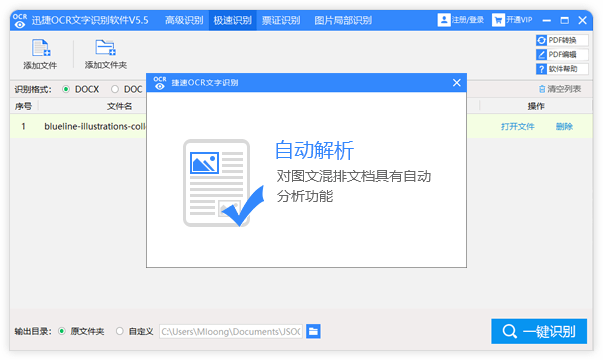 OCR 迅捷OCR文字识别软件V5.5 高级识别 极速识别 票证识别 图片局部识别 注册/登录 开通VIP
添加文件 添加文件夹
PDF转换
PDF编辑
软件帮助
识别格式： DOCX DOC 清空列表
序号 文件名 操作
1 blueline-illustrations-coll 打开文件 删除
OCR 捷速OCR文字识别
自动解析
对图文混排文档具有自动
分析功能
输出目录： 原文件夹 自定义 C:\Users\Mloong\Documents\JSO
一键识别